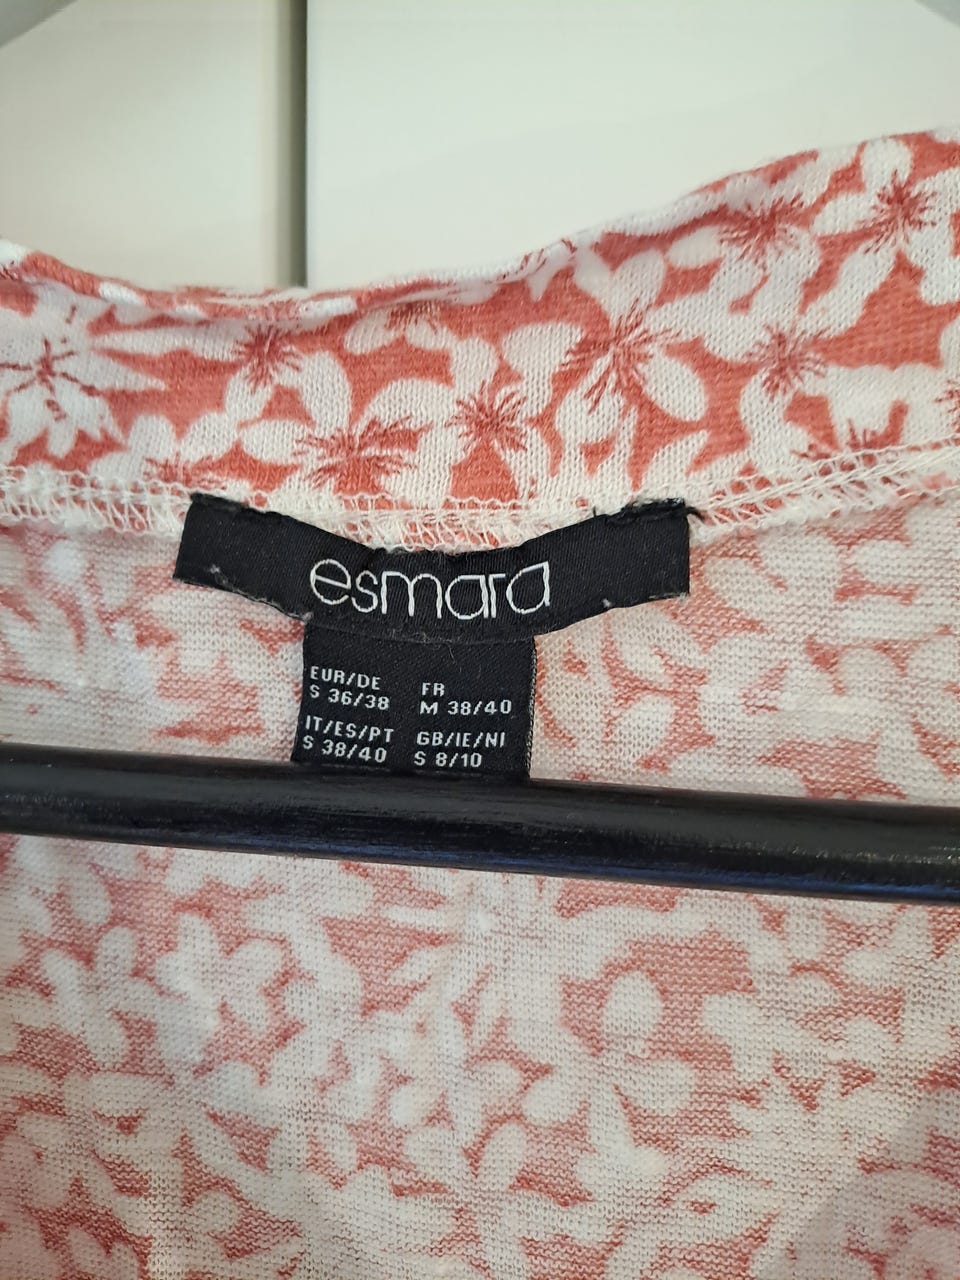 esmara
EUR/DE
S 36/38
FR
M 38/40
IT/ES/PT
S 38/40
GB/IE/NI
S 8/10